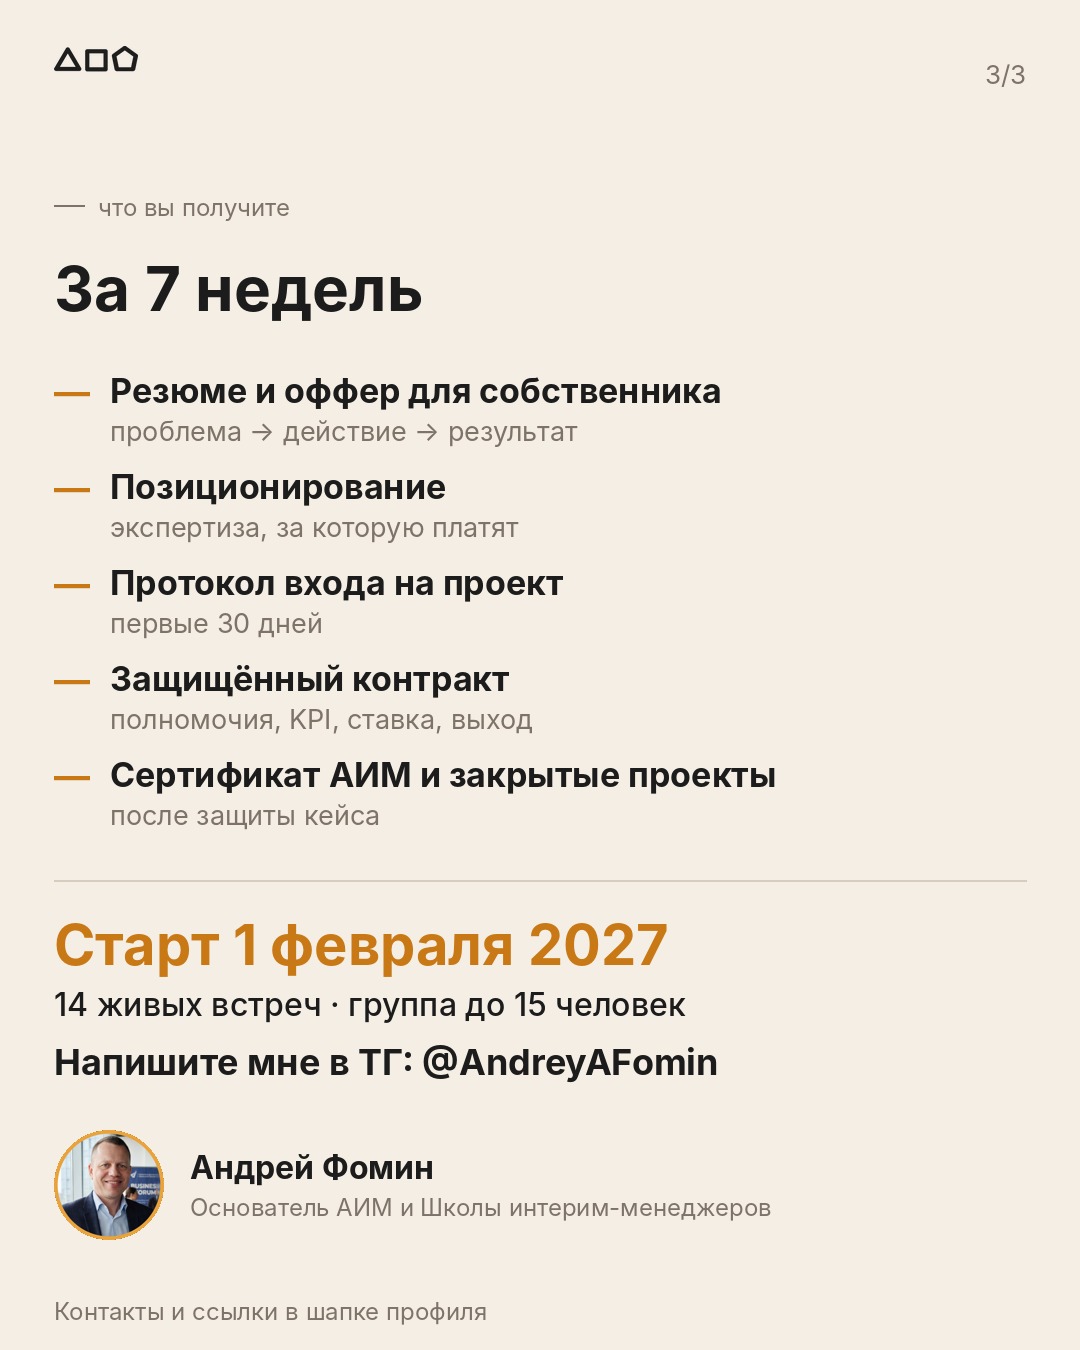 3/3
— что вы получите
За 7 недель
— Резюме и оффер для собственника
проблема → действие → результат
— Позиционирование
экспертиза, за которую платят
— Протокол входа на проект
первые 30 дней
— Защищённый контракт
полномочия, KPI, ставка, выход
— Сертификат АИМ и закрытые проекты
после защиты кейса
Старт 1 февраля 2027
14 живых встреч · группа до 15 человек
Напишите мне в ТГ: @AndreyAFomin
Андрей Фомин
Основатель АИМ и Школы интерим-менеджеров
Контакты и ссылки в шапке профиля